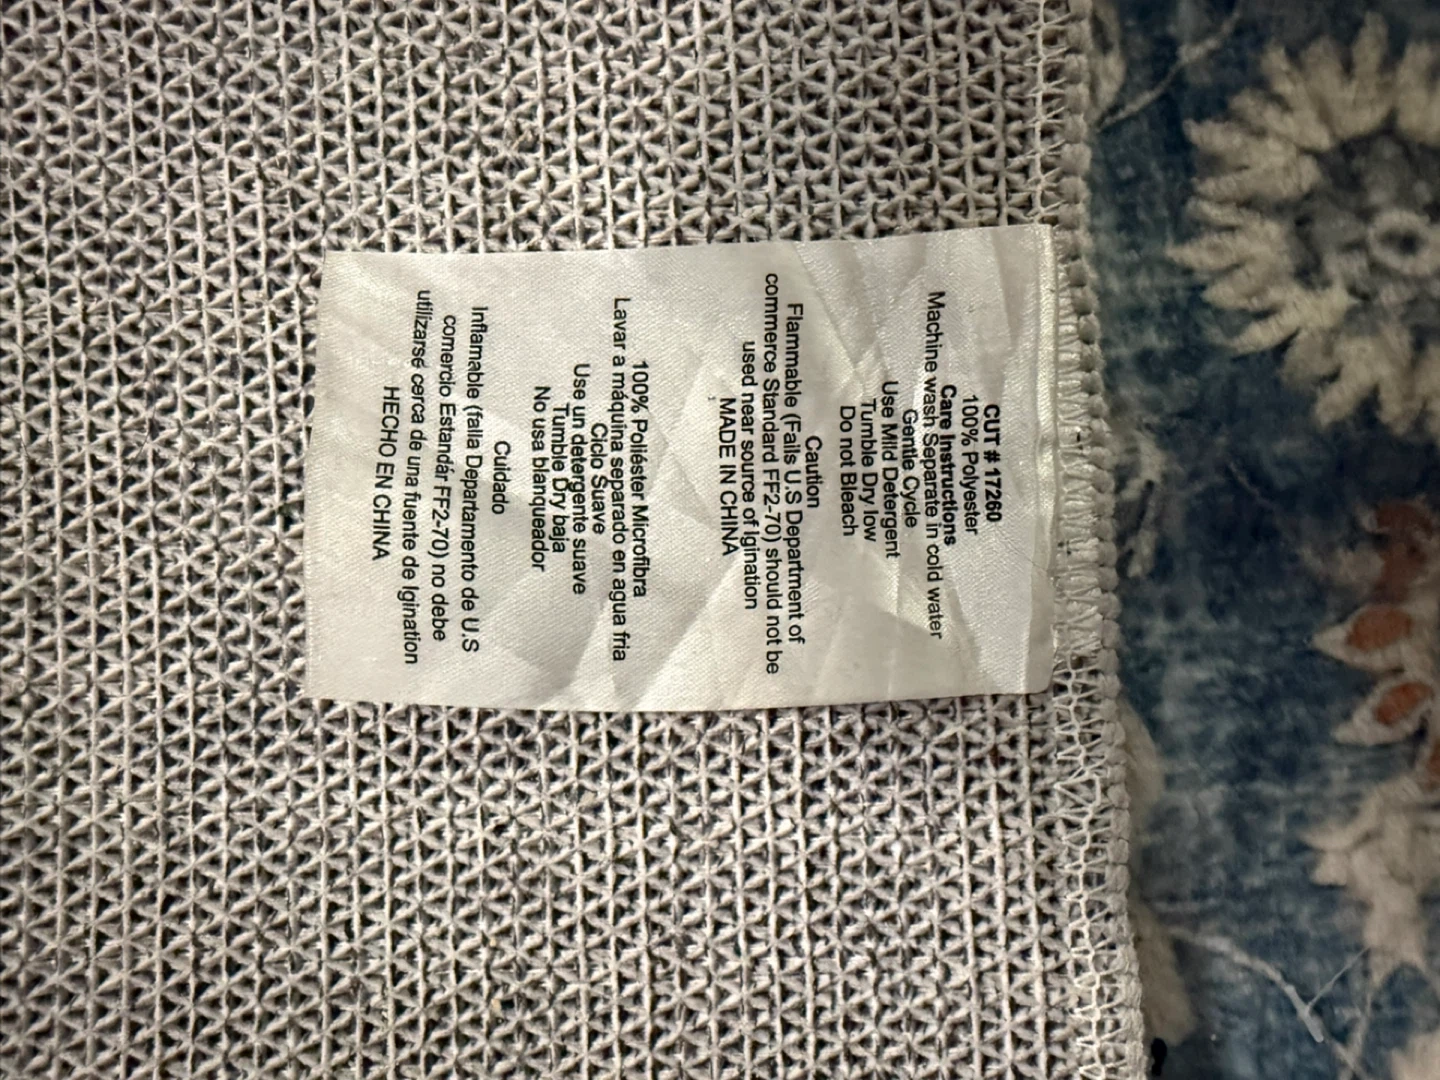 CUT # 17260
100% Polyester
Care Instructions
Machine wash Separate in cold water
Gentle Cycle
Use Mild Detergent
Tumble Dry low
Do not Bleach
Caution
Flammable (Fails U.S Department of
commerce Standard FF2-70) should not be
used near source of Igination
MADE IN CHINA
100% Poliéster Microfibra
Lavar a máquina separado en agua fria
Ciclo Suave
Use un detergente suave
Tumble Dry baja
No usa blanqueador
Cuidado
Inflamable (falla Departamento de U.S
comercio Estandár FF2-70) no debe
utilizarse cerca de una fuente de Igination
HECHO EN CHINA